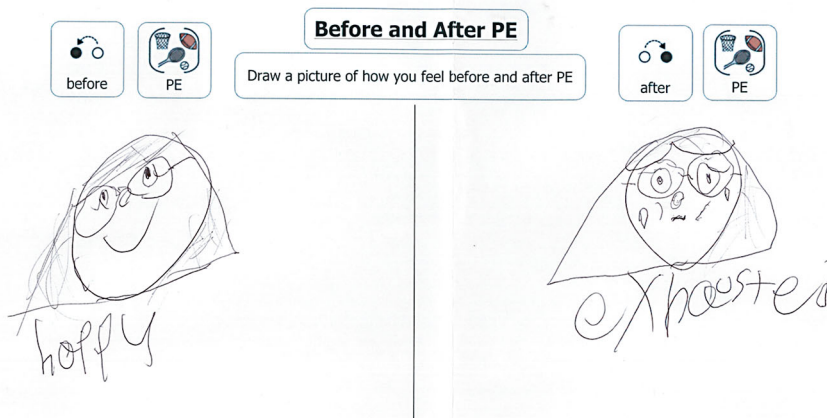 Before and After PE
before
PE
Draw a picture of how you feel before and after PE
after
PE
hoppy
exhoosted